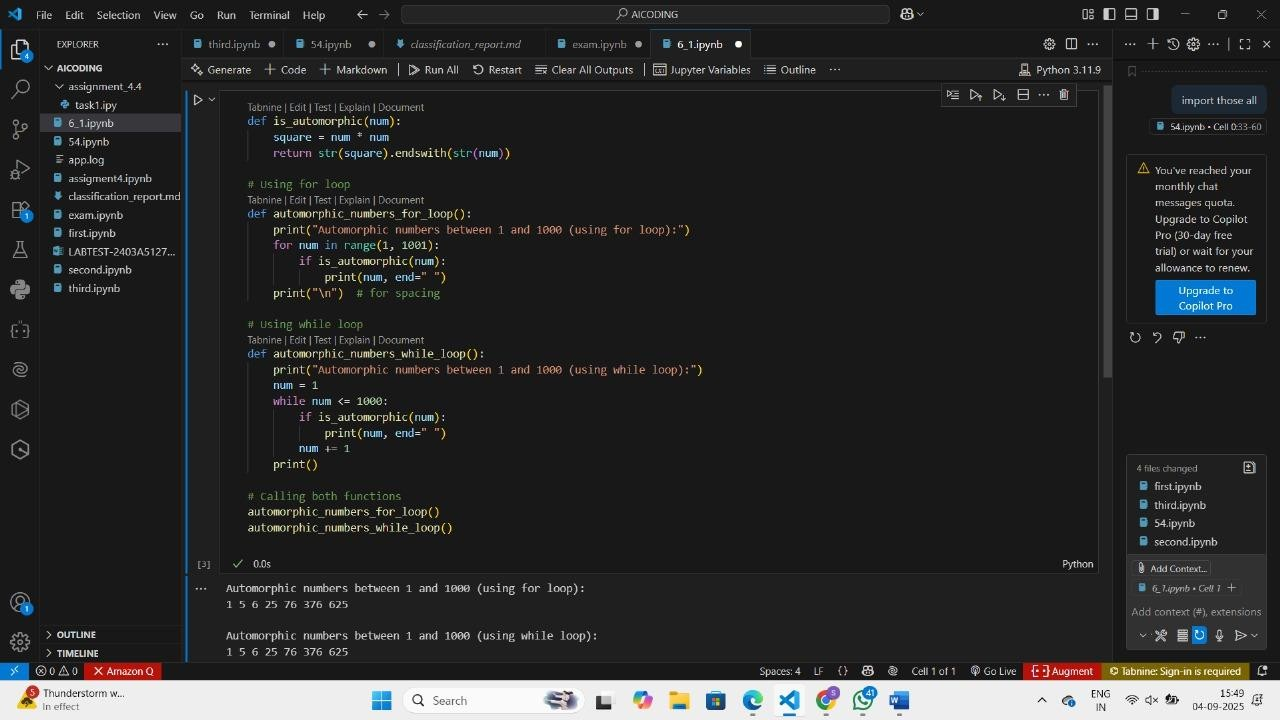 File Edit Selection View Go Run Terminal Help
AICODING
EXPLORER
AICODING
assignment_4.4
task1.ipy
6_1.ipynb
54.ipynb
app.log
assigment4.ipynb
classification_report.md
exam.ipynb
first.ipynb
LABTEST-2403A5127...
second.ipynb
third.ipynb
OUTLINE
TIMELINE
4
1
1
third.ipynb
54.ipynb
classification_report.md
exam.ipynb
6_1.ipynb
Generate + Code + Markdown Run All Restart Clear All Outputs Jupyter Variables Outline ... Python 3.11.9
Tabnine | Edit | Test | Explain | Document
def is_automorphic(num):
    square = num * num
    return str(square).endswith(str(num))
# Using for loop
Tabnine | Edit | Test | Explain | Document
def automorphic_numbers_for_loop():
    print("Automorphic numbers between 1 and 1000 (using for loop):")
    for num in range(1, 1001):
        if is_automorphic(num):
            print(num, end=" ")
    print("\n")  # for spacing
# Using while loop
Tabnine | Edit | Test | Explain | Document
def automorphic_numbers_while_loop():
    print("Automorphic numbers between 1 and 1000 (using while loop):")
    num = 1
    while num <= 1000:
        if is_automorphic(num):
            print(num, end=" ")
        num += 1
    print()
# Calling both functions
automorphic_numbers_for_loop()
automorphic_numbers_while_loop()
[3] 0.0s Python
Automorphic numbers between 1 and 1000 (using for loop):
1 5 6 25 76 376 625
Automorphic numbers between 1 and 1000 (using while loop):
1 5 6 25 76 376 625
import those all
54.ipynb • Cell 0:33-60
You've reached your
monthly chat
messages quota.
Upgrade to Copilot
Pro (30-day free
trial) or wait for your
allowance to renew.
Upgrade to
Copilot Pro
4 files changed
first.ipynb
third.ipynb
54.ipynb
second.ipynb
Add Context...
6_1.ipynb • Cell 1 +
Add context (#), extensions
0 0 Amazon Q Spaces: 4 LF {} Cell 1 of 1 Go Live Augment Tabnine: Sign-in is required
5
Thunderstorm w...
In effect
Search
S
41
ENG
IN
15:49
04-09-2025